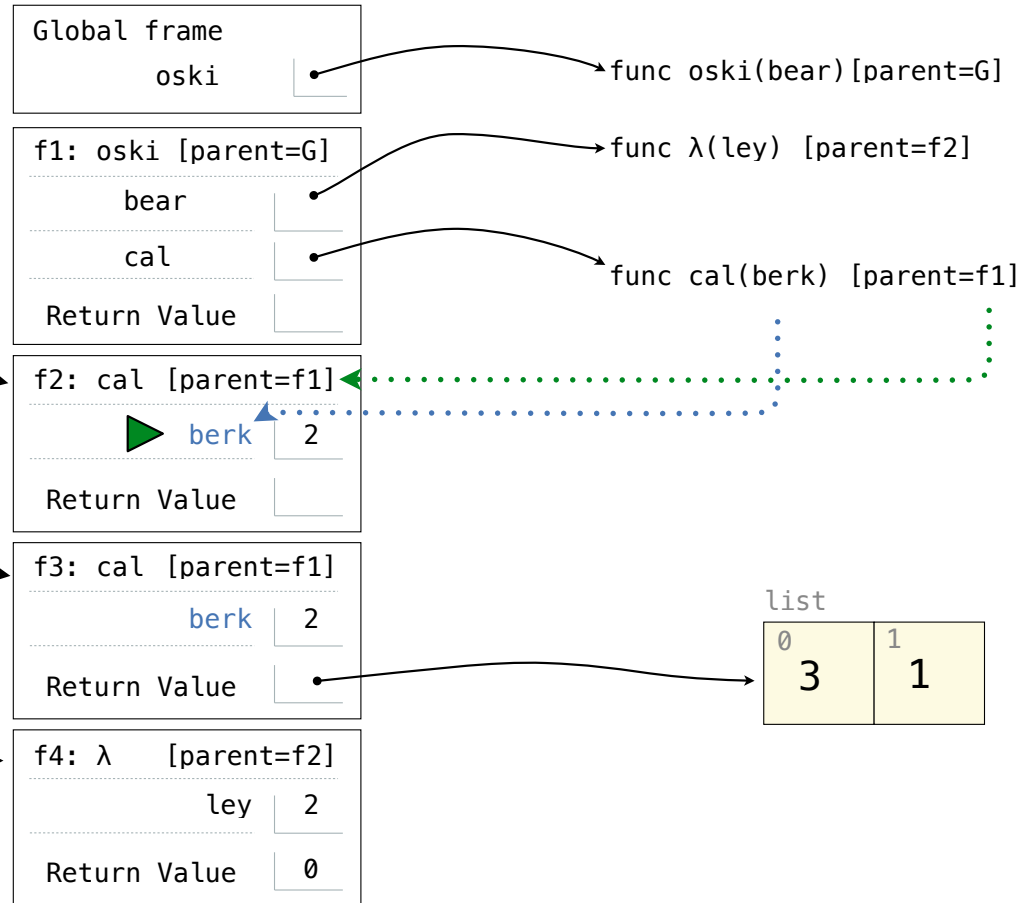 Global frame
oski
func oski(bear)[parent=G]
f1: oski [parent=G]
func λ(ley) [parent=f2]
bear
cal
func cal(berk) [parent=f1]
Return Value
f2: cal [parent=f1]
berk 2
Return Value
f3: cal [parent=f1]
berk 2
list
0 1
3 1
Return Value
f4: λ [parent=f2]
ley 2
Return Value 0